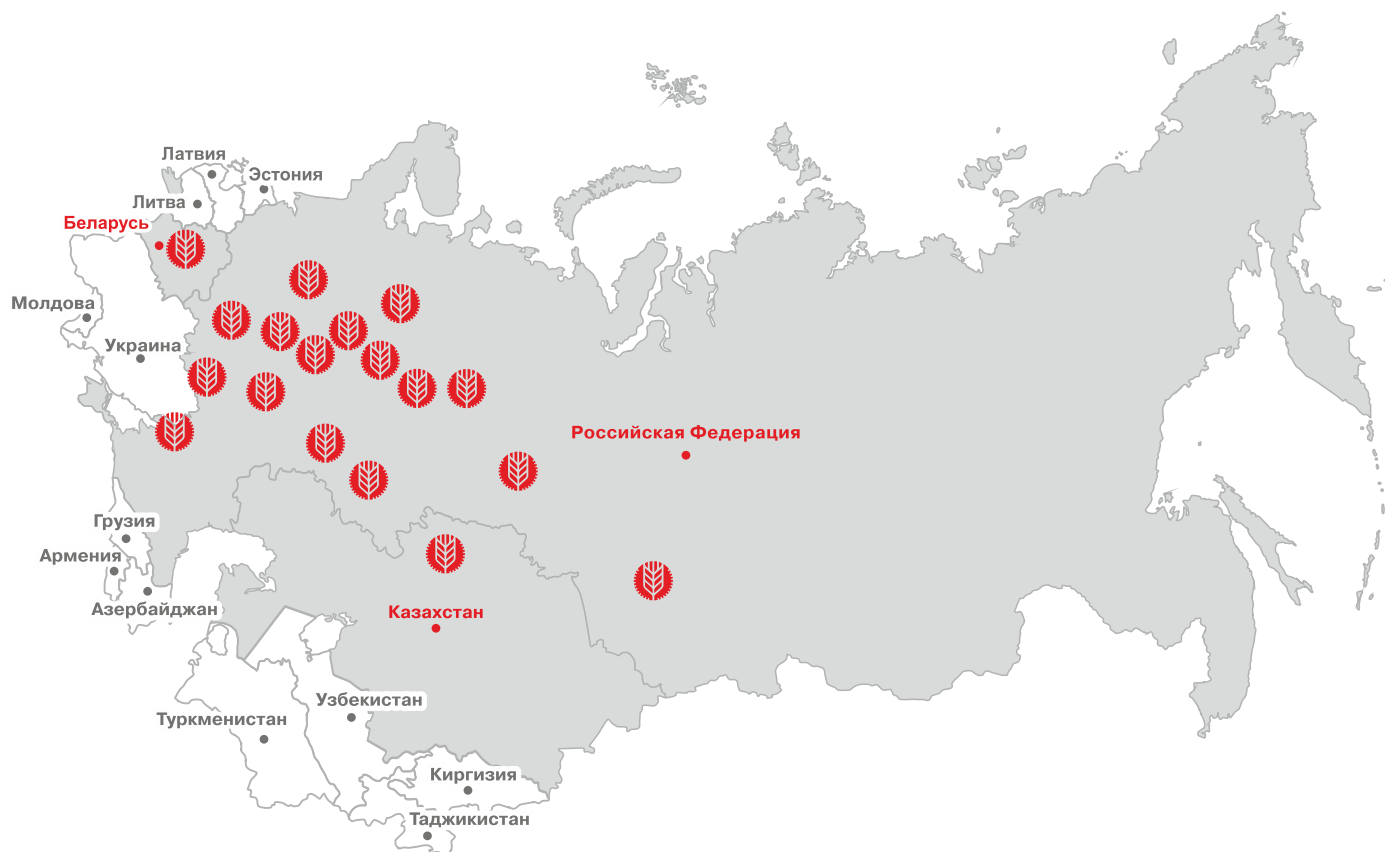 Латвия
Эстония
Литва
Беларусь
Молдова
Украина
Российская Федерация
Грузия
Армения
Азербайджан
Казахстан
Узбекистан
Туркменистан
Киргизия
Таджикистан